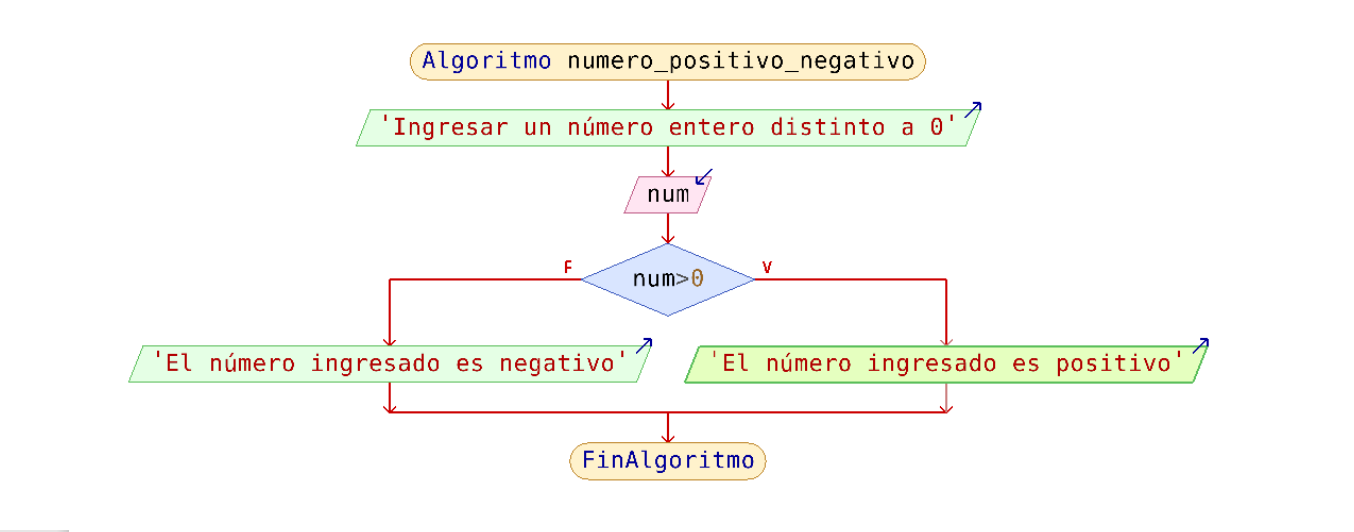 Algoritmo numero_positivo_negativo
'Ingresar un número entero distinto a 0'
num
num>0
F
V
'El número ingresado es negativo'
'El número ingresado es positivo'
FinAlgoritmo